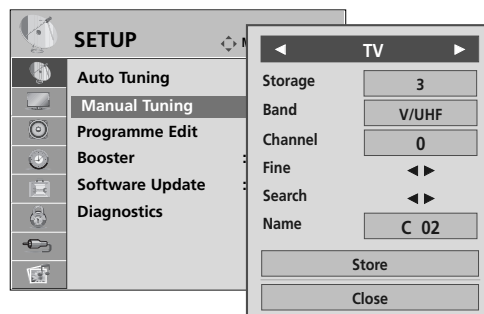 SETUP
M
Auto Tuning
Manual Tuning
Programme Edit
Booster :
Software Update :
Diagnostics
◄ TV ►
Storage 3
Band V/UHF
Channel 0
Fine ◄►
Search ◄►
Name C 02
Store
Close